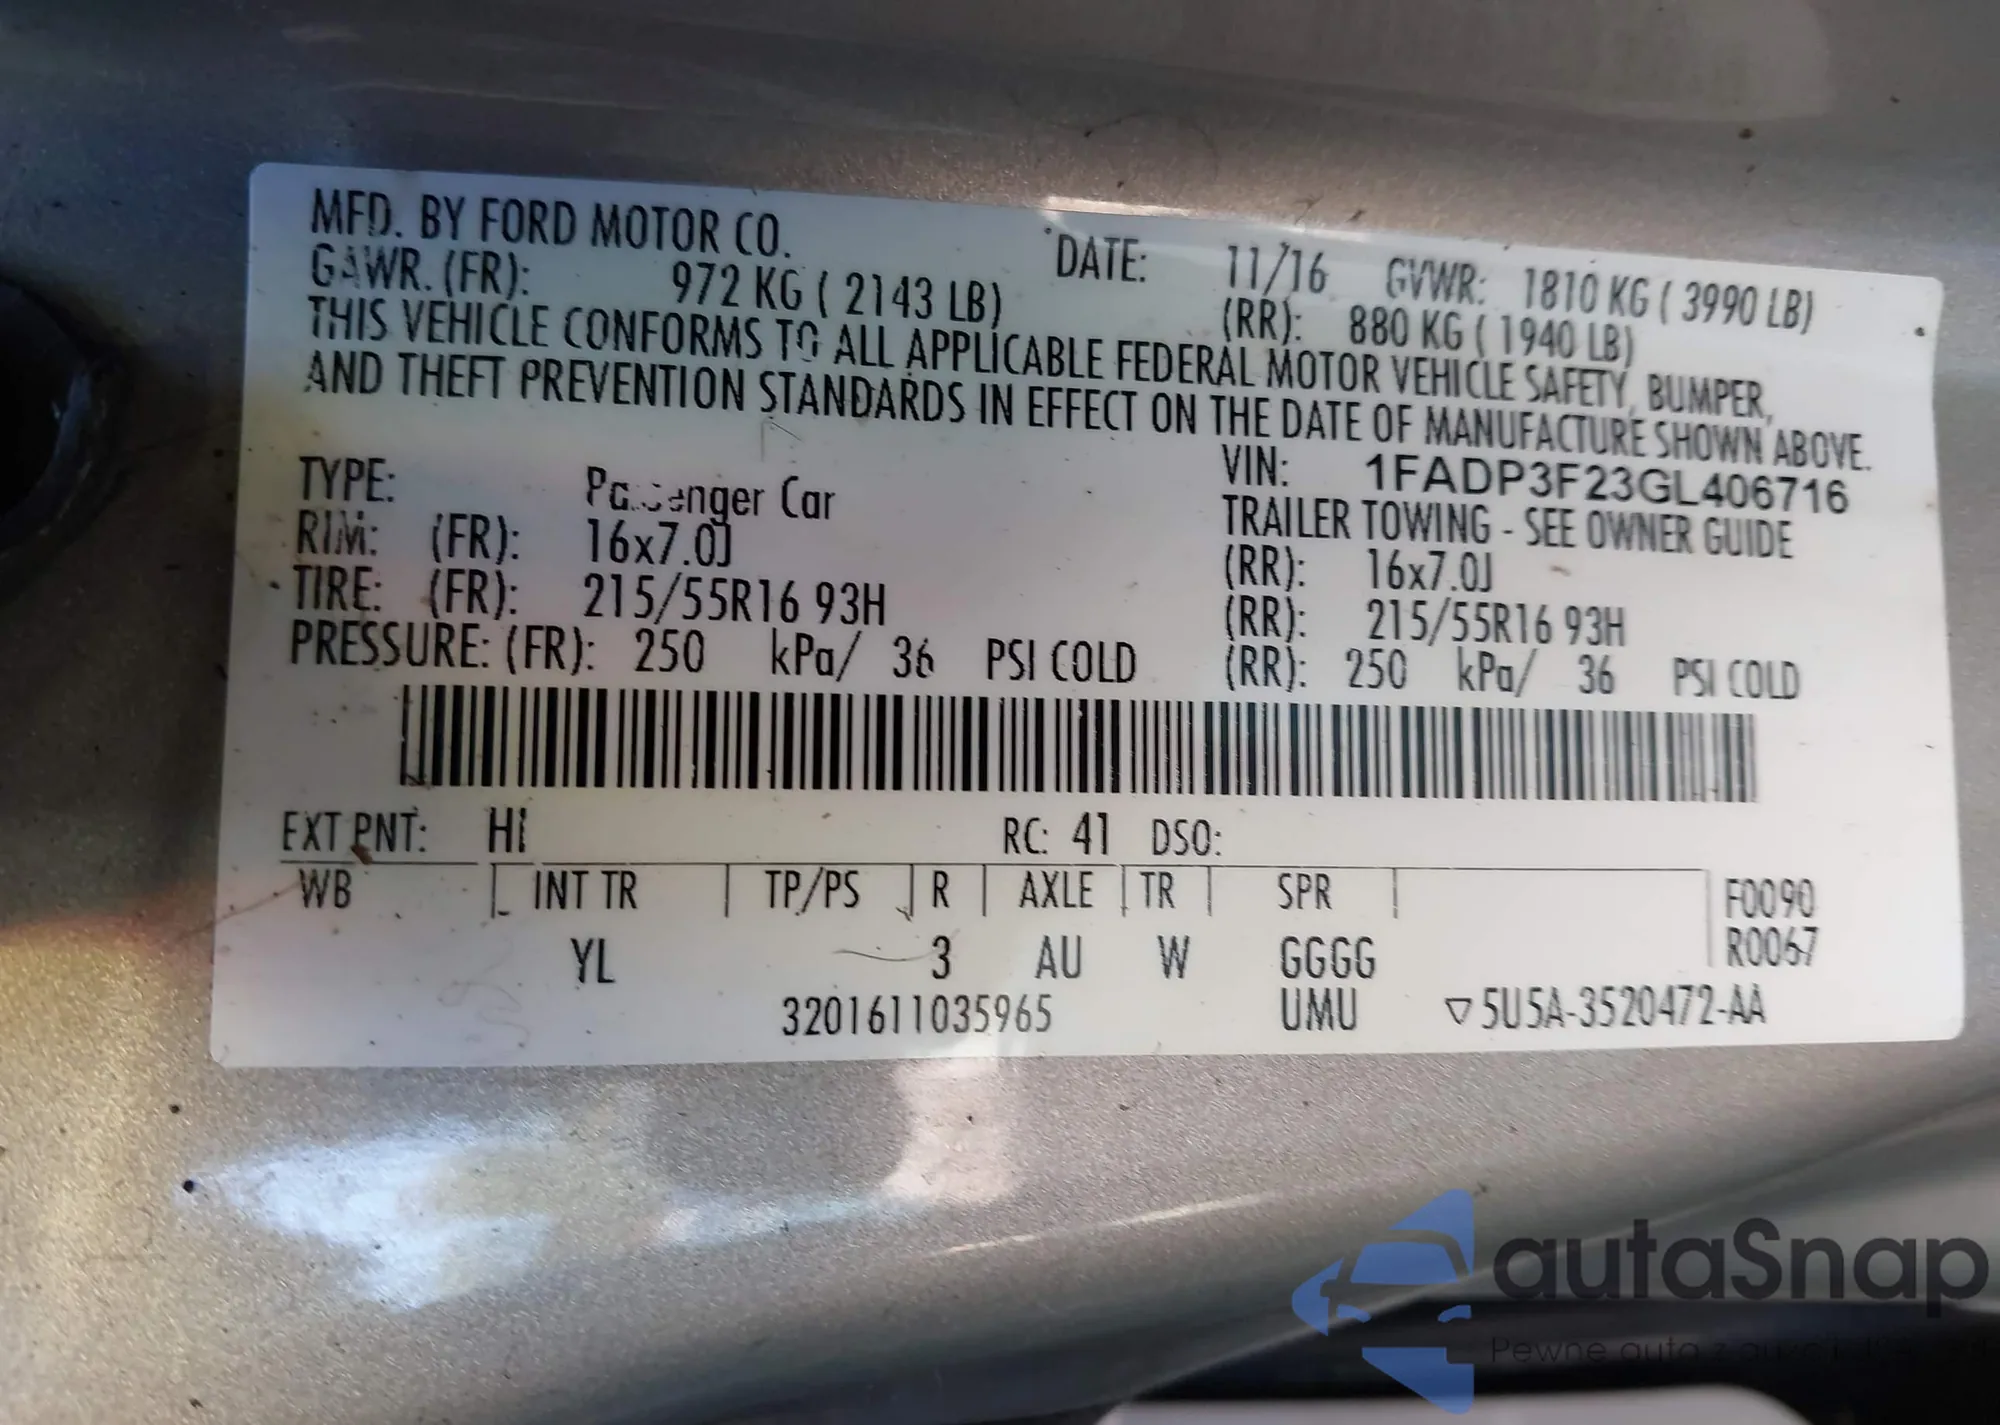 MFD. BY FORD MOTOR CO. DATE: 11/16 GVWR: 1810 KG ( 3990 LB)
GAWR. (FR): 972 KG ( 2143 LB) (RR): 880 KG ( 1940 LB)
THIS VEHICLE CONFORMS TO ALL APPLICABLE FEDERAL MOTOR VEHICLE SAFETY, BUMPER,
AND THEFT PREVENTION STANDARDS IN EFFECT ON THE DATE OF MANUFACTURE SHOWN ABOVE.
VIN: 1FADP3F23GL406716
TYPE: Passenger Car TRAILER TOWING - SEE OWNER GUIDE
RIM: (FR): 16x7.0J (RR): 16x7.0J
TIRE: (FR): 215/55R16 93H (RR): 215/55R16 93H
PRESSURE: (FR): 250 kPa/ 36 PSI COLD (RR): 250 kPa/ 36 PSI COLD
EXT PNT: HI RC: 41 DSO:
WB INT TR TP/PS R AXLE TR SPR F0090
YL 3 AU W GGGG R0067
3201611035965 UMU ▽5U5A-3520472-AA
autaSnap
Pewne auta z aukcji